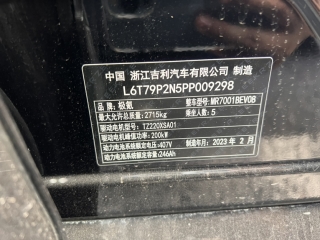 中国 浙江吉利汽车有限公司 制造
L6T79P2N5PP009298
品牌：极氪 整车型号：MR7001BEV08
最大允许总质量：2715kg 乘坐人数：5
驱动电机型号：TZ220XSA01
驱动电机峰值功率：200kW
动力电池系统额定电压：407V 制造年月：2023 年 2 月
动力电池系统额定容量：246Ah